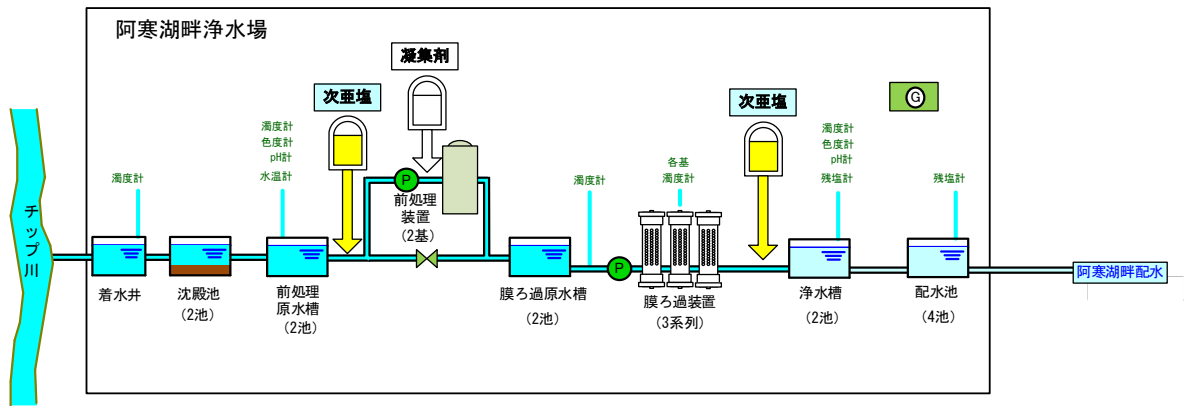 阿寒湖畔浄水場
凝集剤
次亜塩
次亜塩
G
濁度計
色度計
pH計
水温計
濁度計
P
前処理
装置
(2基)
濁度計
各基
濁度計
濁度計
色度計
pH計
残塩計
残塩計
チップ川
P
着水井
沈殿池
(2池)
前処理
原水槽
(2池)
膜ろ過原水槽
(2池)
膜ろ過装置
(3系列)
浄水槽
(2池)
配水池
(4池)
阿寒湖畔配水